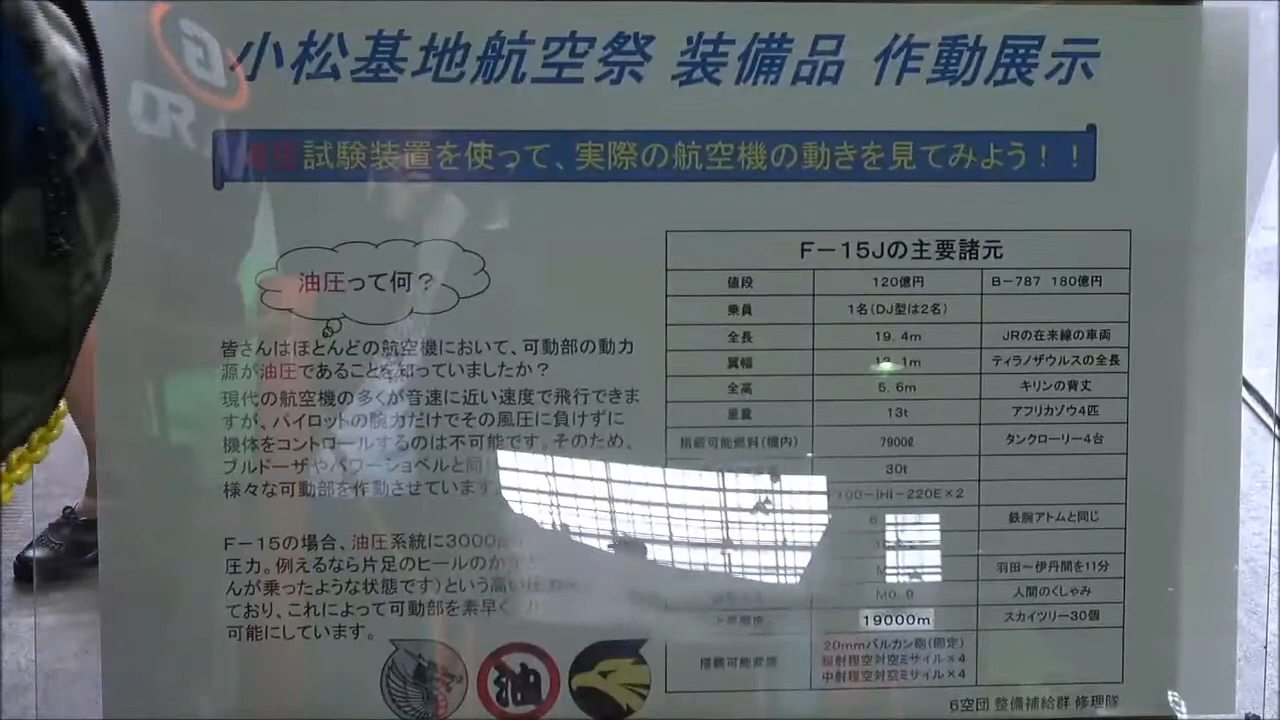 小松基地航空祭 装備品 作動展示
試験装置を使って、実際の航空機の動きを見てみよう！！
油圧って何？
皆さんはほとんどの航空機において、可動部の動力
源が油圧であることを知っていましたか？
現代の航空機の多くが音速に近い速度で飛行できま
すが、パイロットの腕力だけでその風圧に負けずに
機体をコントロールするのは不可能です。そのため、
ブルドーザやパワーショベルと同
様々な可動部を作動させています
F－15の場合、油圧系統に3000
圧力。例えるなら片足のヒールのか
んが乗ったような状態です）という高い圧
ており、これによって可動部を素早く
可能にしています。
F－15Jの主要諸元
値段 120億円 B－787 180億円
乗員 1名（DJ型は2名）
全長 19.4m JRの在来線の車両
翼幅 1m ティラノザウルスの全長
全高 5.6m キリンの背丈
重量 13t アフリカゾウ4匹
搭載可能燃料（機内） 7900ℓ タンクローリー4台
30t
100－IHI－220E×2
6. 鉄腕アトムと同じ
M 羽田～伊丹間を11分
M0.9 人間のくしゃみ
19000m スカイツリー30個
搭載可能武装 20mmバルカン砲（固定）
短射程空対空ミサイル×4
中射程空対空ミサイル×4
油
6空団 整備補給群 修理隊